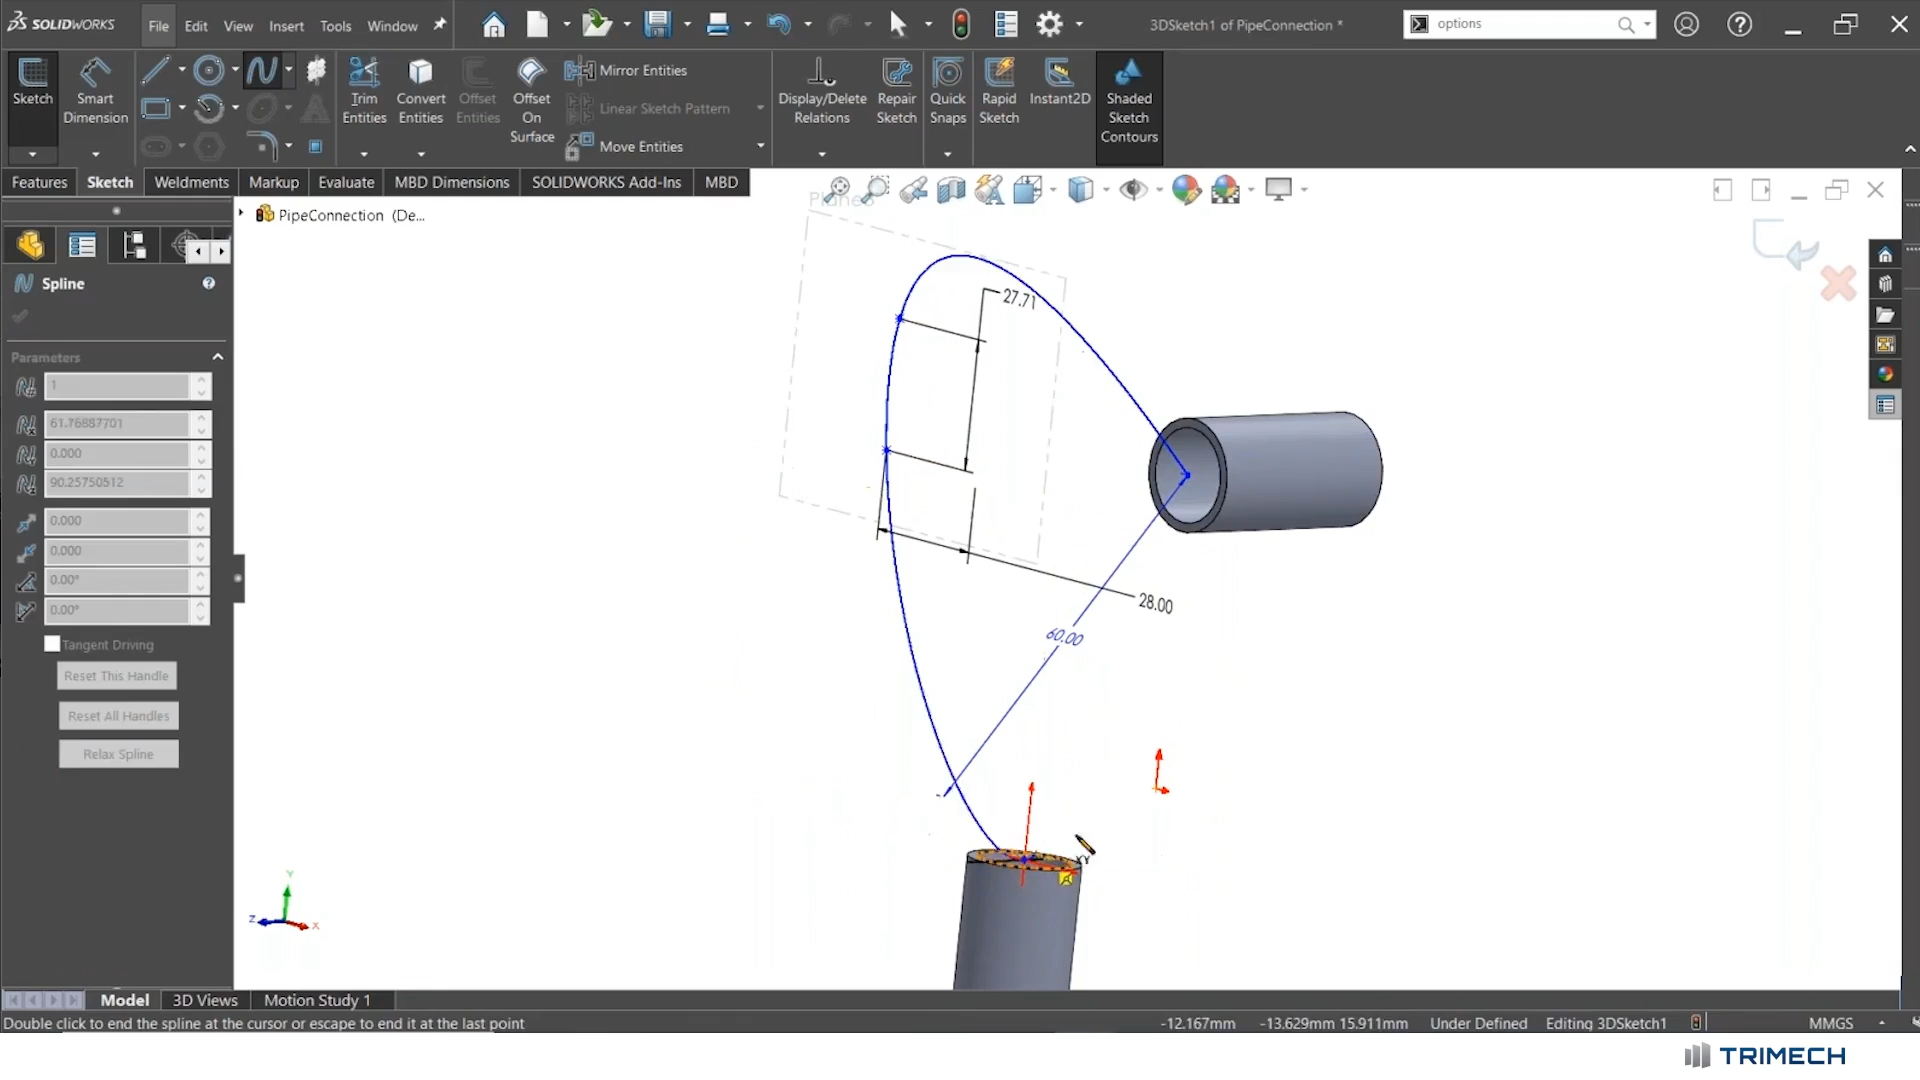 SOLIDWORKS File Edit View Insert Tools Window 3DSketch1 of PipeConnection * options
Sketch Smart Dimension Trim Entities Convert Entities Offset Entities Offset On Surface Mirror Entities Linear Sketch Pattern Move Entities Display/Delete Relations Repair Sketch Quick Snaps Rapid Sketch Instant2D Shaded Sketch Contours
Features Sketch Weldments Markup Evaluate MBD Dimensions SOLIDWORKS Add-Ins MBD
PipeConnection (De...
Spline
Parameters
1
61.76887701
0.000
90.25750512
0.000
0.000
0.00°
0.00°
Tangent Driving
Reset This Handle
Reset All Handles
Relax Spline
27.71
28.00
60.00
XY
Y
Z
X
Model 3D Views Motion Study 1
Double click to end the spline at the cursor or escape to end it at the last point -12.167mm -13.629mm 15.911mm Under Defined Editing 3DSketch1 MMGS
TRIMECH